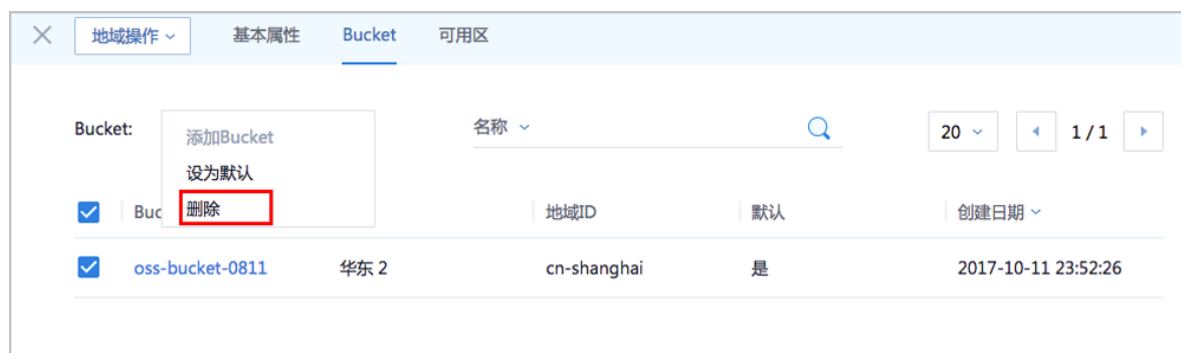 地域操作 基本属性 Bucket 可用区
Bucket: 名称 20 1 / 1
添加Bucket
设为默认
删除
Buc 地域ID 默认 创建日期
oss-bucket-0811 华东 2 cn-shanghai 是 2017-10-11 23:52:26